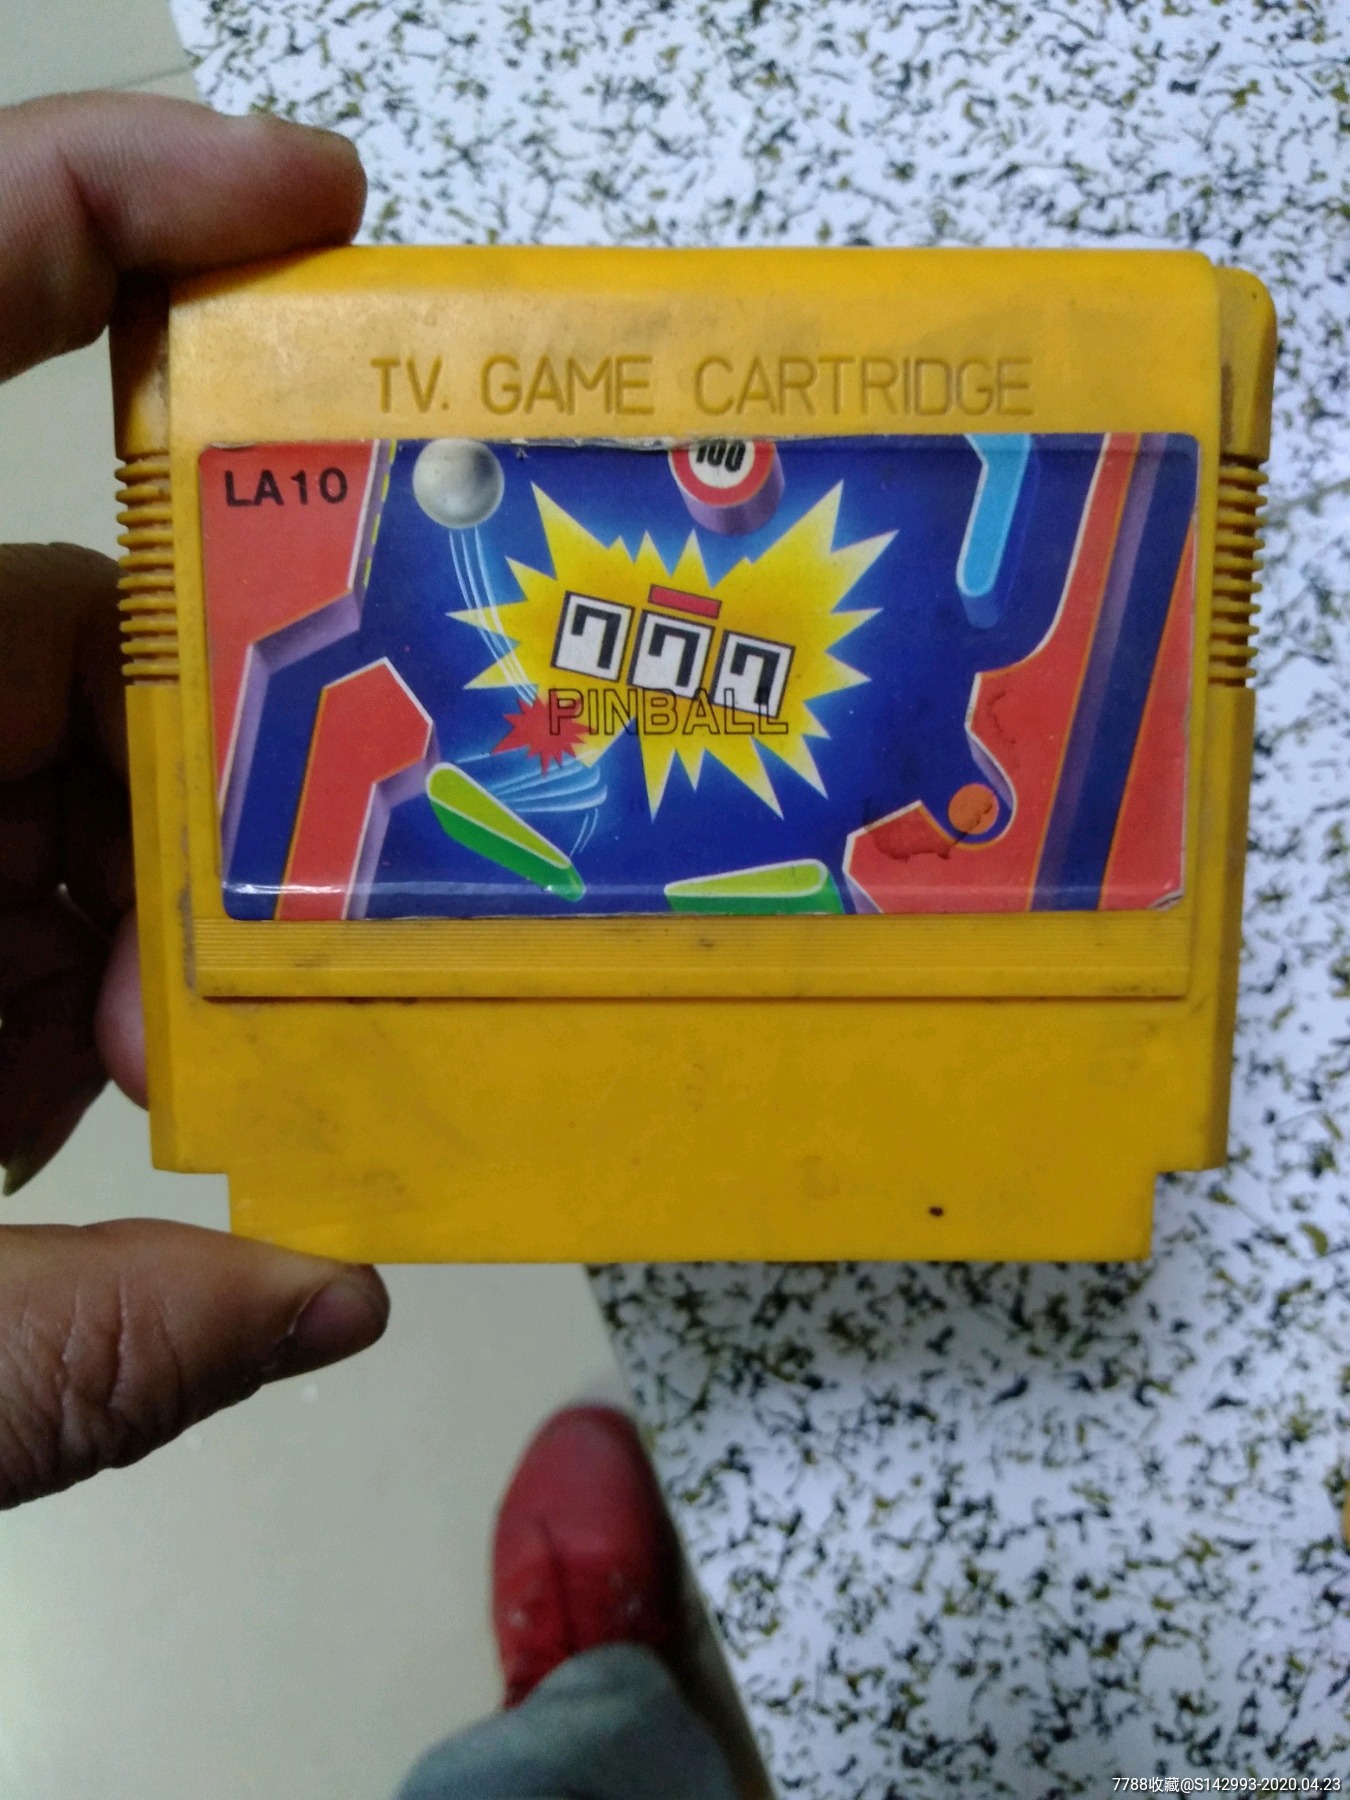 TV. GAME CARTRIDGE
LA10
100
777
PINBALL
7788收藏@S142993-2020.04.23